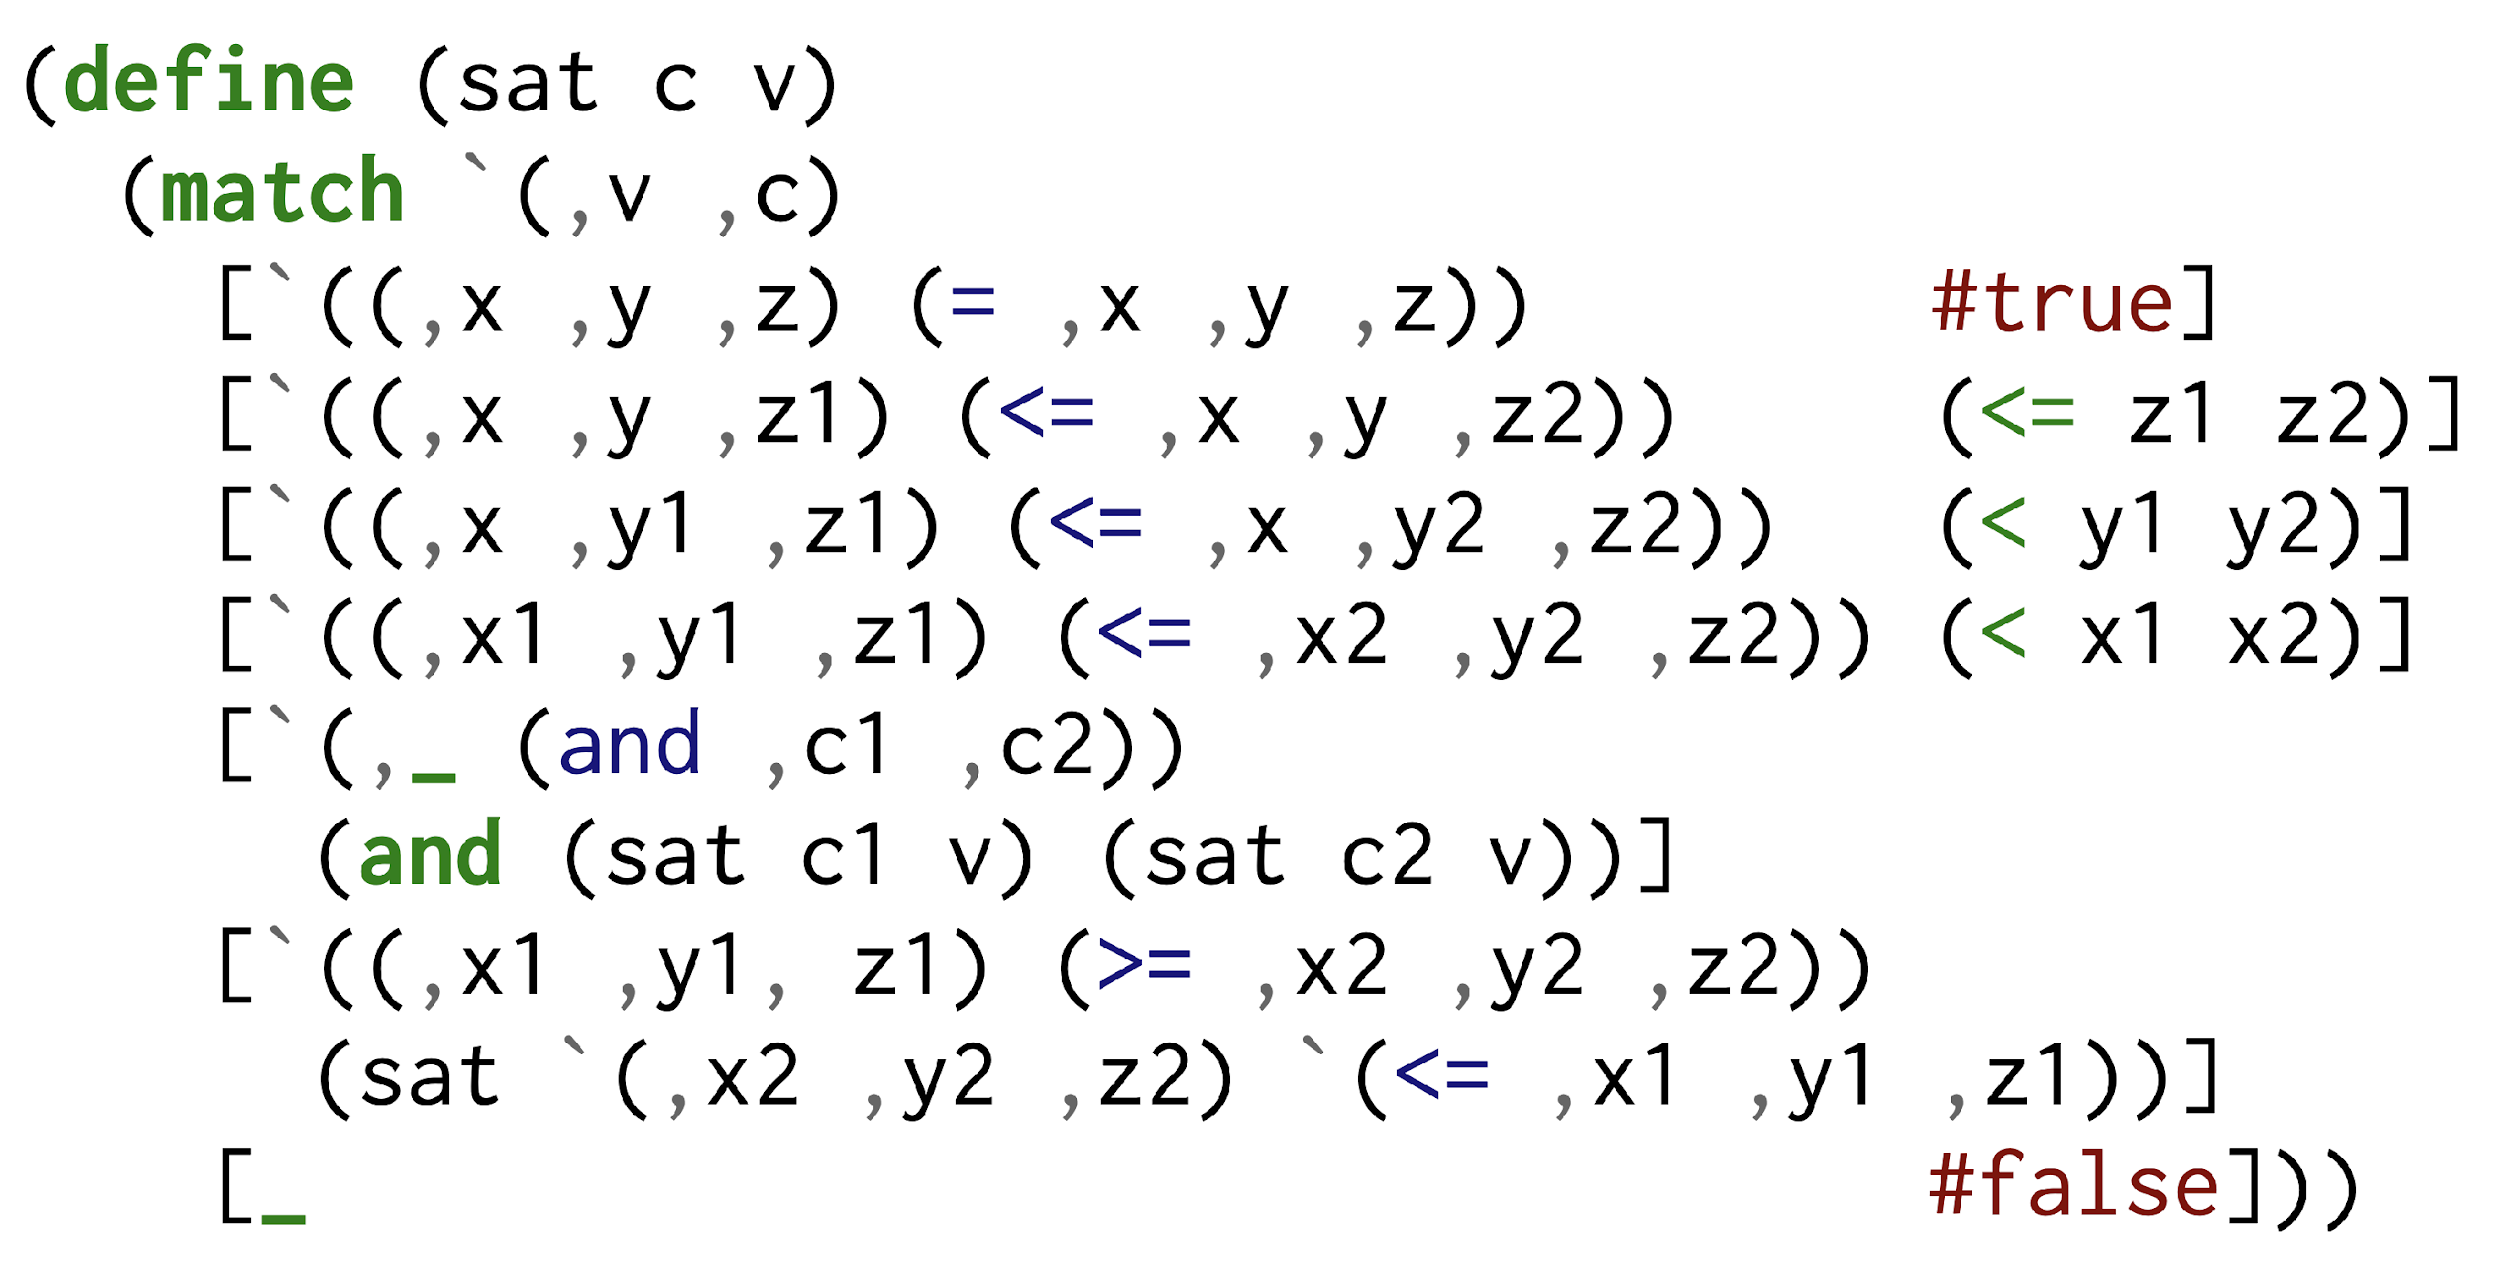 (define (sat c v)
  (match `(,v ,c)
    [`((,x ,y ,z) (= ,x ,y ,z))        #true]
    [`((,x ,y ,z1) (<= ,x ,y ,z2))     (<= z1 z2)]
    [`((,x ,y1 ,z1) (<= ,x ,y2 ,z2))   (< y1 y2)]
    [`((,x1 ,y1 ,z1) (<= ,x2 ,y2 ,z2)) (< x1 x2)]
    [`(,_ (and ,c1 ,c2))
      (and (sat c1 v) (sat c2 v))]
    [`((,x1 ,y1, z1) (>= ,x2 ,y2 ,z2))
      (sat `(,x2 ,y2 ,z2) `(<= ,x1 ,y1 ,z1))]
    [_                                 #false]))